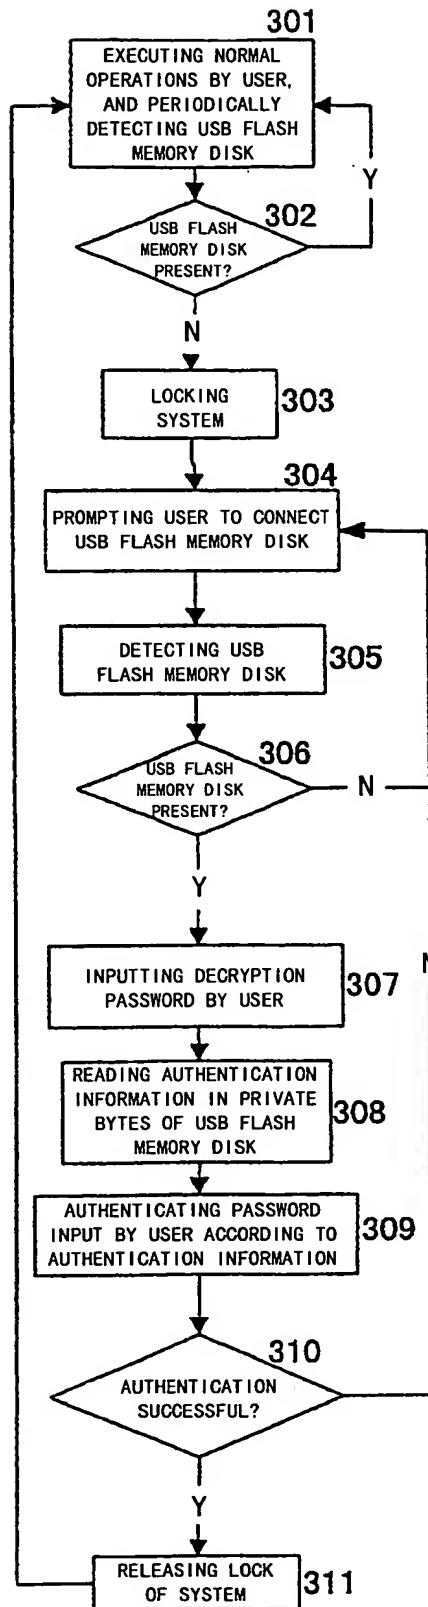 301
EXECUTING NORMAL
OPERATIONS BY USER,
AND PERIODICALLY
DETECTING USB FLASH
MEMORY DISK
Y
302
USB FLASH
MEMORY DISK
PRESENT?
N
LOCKING
SYSTEM
303
304
PROMPTING USER TO CONNECT
USB FLASH MEMORY DISK
DETECTING USB
FLASH MEMORY DISK
305
306
USB FLASH
MEMORY DISK
PRESENT?
N
Y
INPUTTING DECRYPTION
PASSWORD BY USER
307
N
READING AUTHENTICATION
INFORMATION IN PRIVATE
BYTES OF USB FLASH
MEMORY DISK
308
AUTHENTICATING PASSWORD
INPUT BY USER ACCORDING TO
AUTHENTICATION INFORMATION
309
310
AUTHENTICATION
SUCCESSFUL?
Y
RELEASING LOCK
OF SYSTEM
311